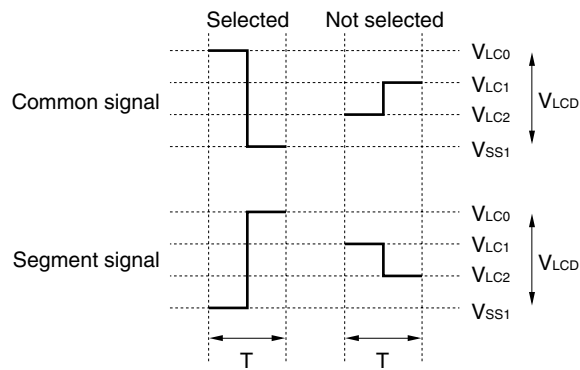 Selected Not selected
VLC0
VLC1
Common signal
VLCD
VLC2
VSS1
VLC0
VLC1
Segment signal
VLCD
VLC2
VSS1
T T